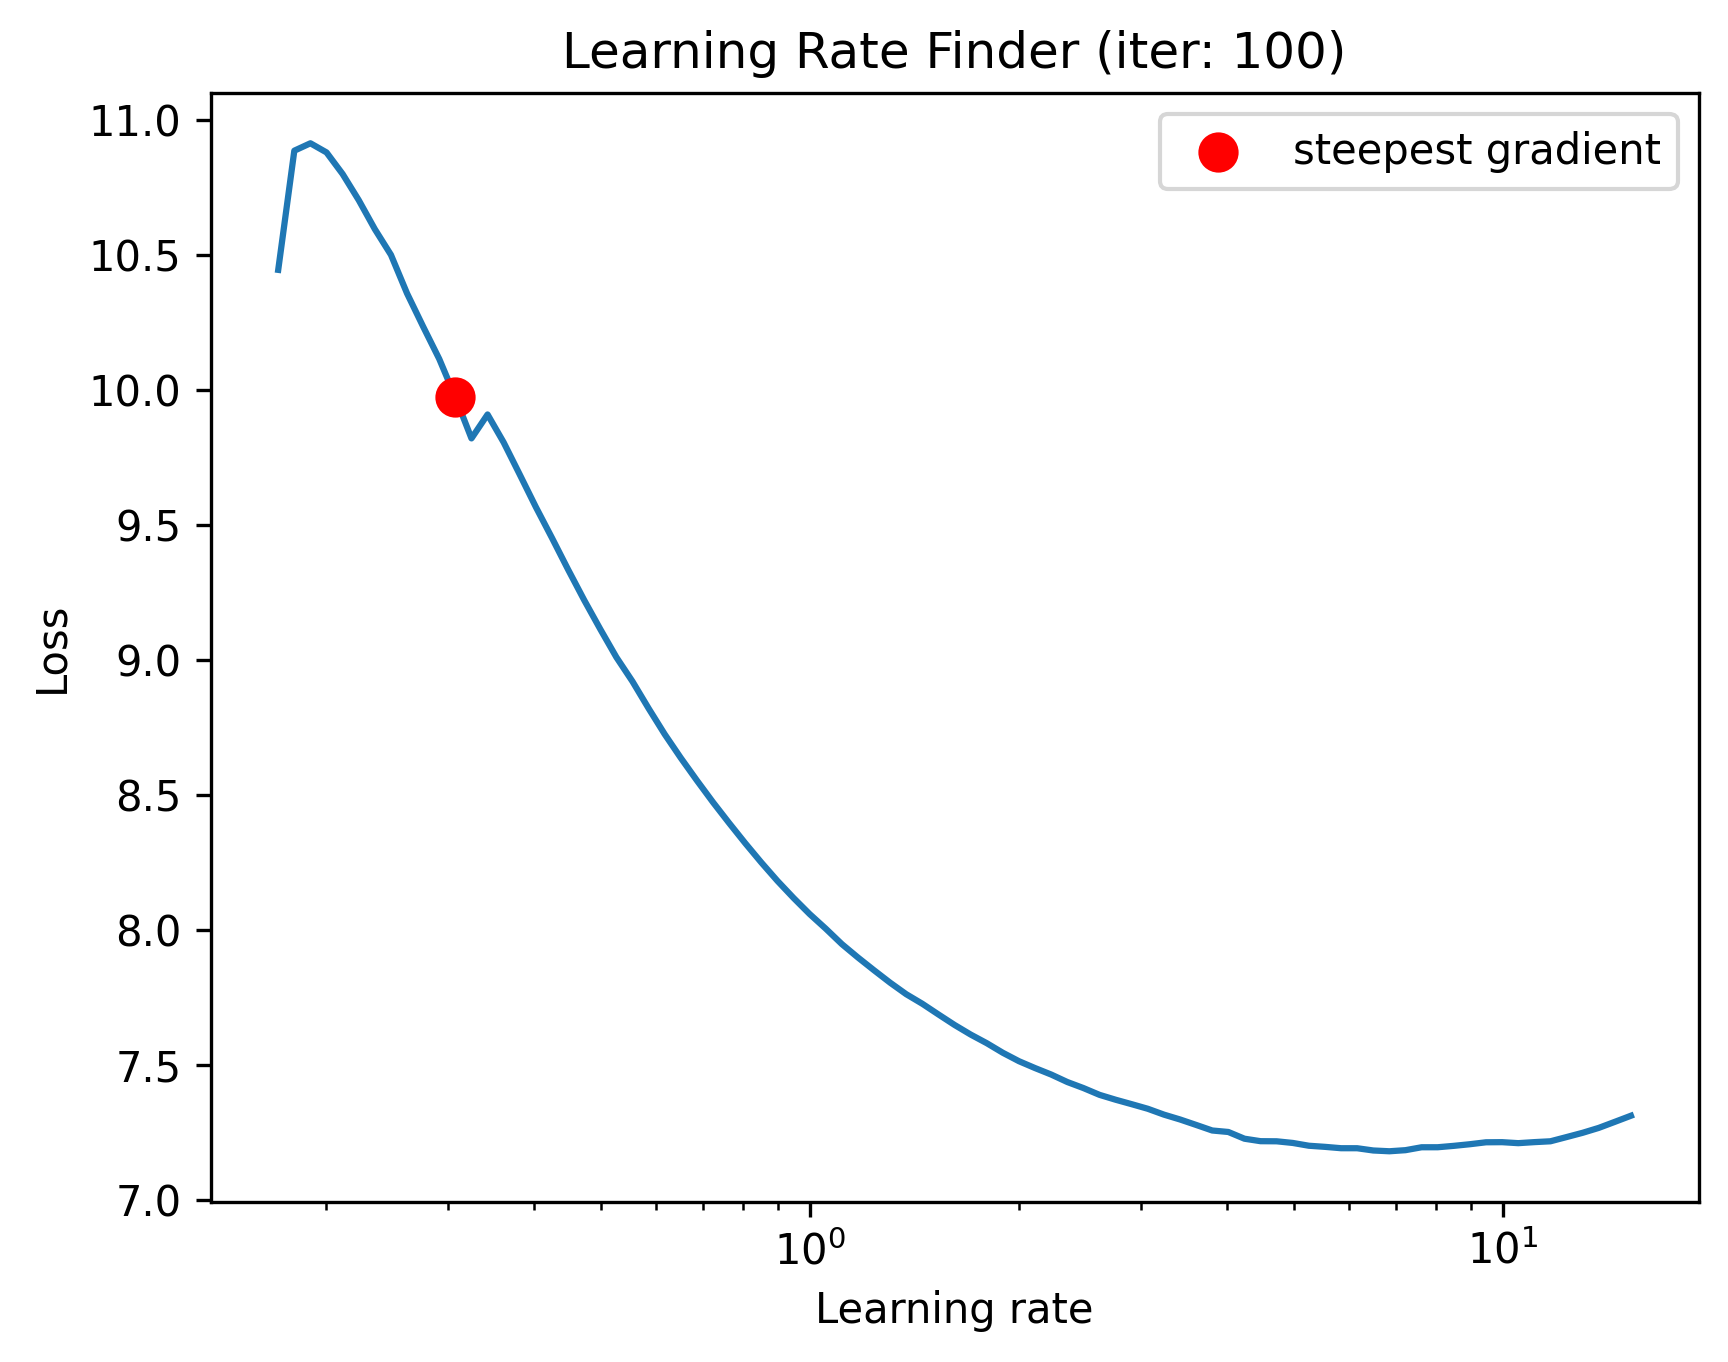 Learning Rate Finder (iter: 100)
steepest gradient
11.0
10.5
10.0
9.5
9.0
8.5
8.0
7.5
7.0
Loss
10⁰
10¹
Learning rate